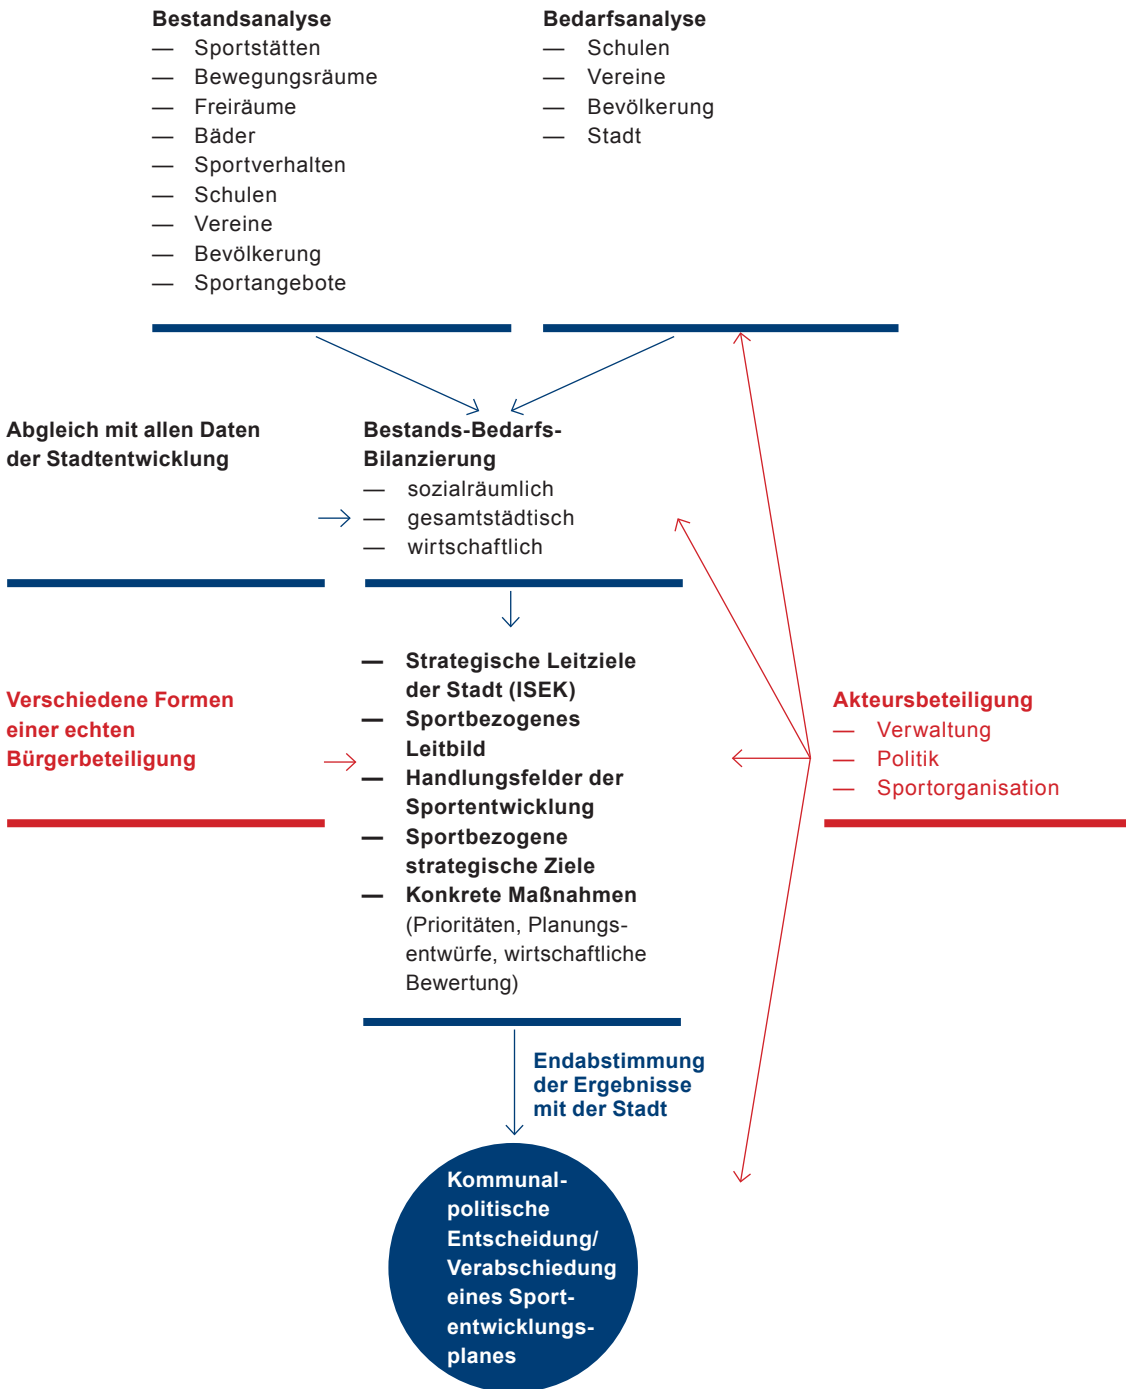 Bestandsanalyse
— Sportstätten
— Bewegungsräume
— Freiräume
— Bäder
— Sportverhalten
— Schulen
— Vereine
— Bevölkerung
— Sportangebote
Bedarfsanalyse
— Schulen
— Vereine
— Bevölkerung
— Stadt
Abgleich mit allen Daten
der Stadtentwicklung
Bestands-Bedarfs-
Bilanzierung
— sozialräumlich
— gesamtstädtisch
— wirtschaftlich
Verschiedene Formen
einer echten
Bürgerbeteiligung
— Strategische Leitziele
der Stadt (ISEK)
— Sportbezogenes
Leitbild
— Handlungsfelder der
Sportentwicklung
— Sportbezogene
strategische Ziele
— Konkrete Maßnahmen
(Prioritäten, Planungs-
entwürfe, wirtschaftliche
Bewertung)
Akteursbeteiligung
— Verwaltung
— Politik
— Sportorganisation
Endabstimmung
der Ergebnisse
mit der Stadt
Kommunal-
politische
Entscheidung/
Verabschiedung
eines Sport-
entwicklungs-
planes